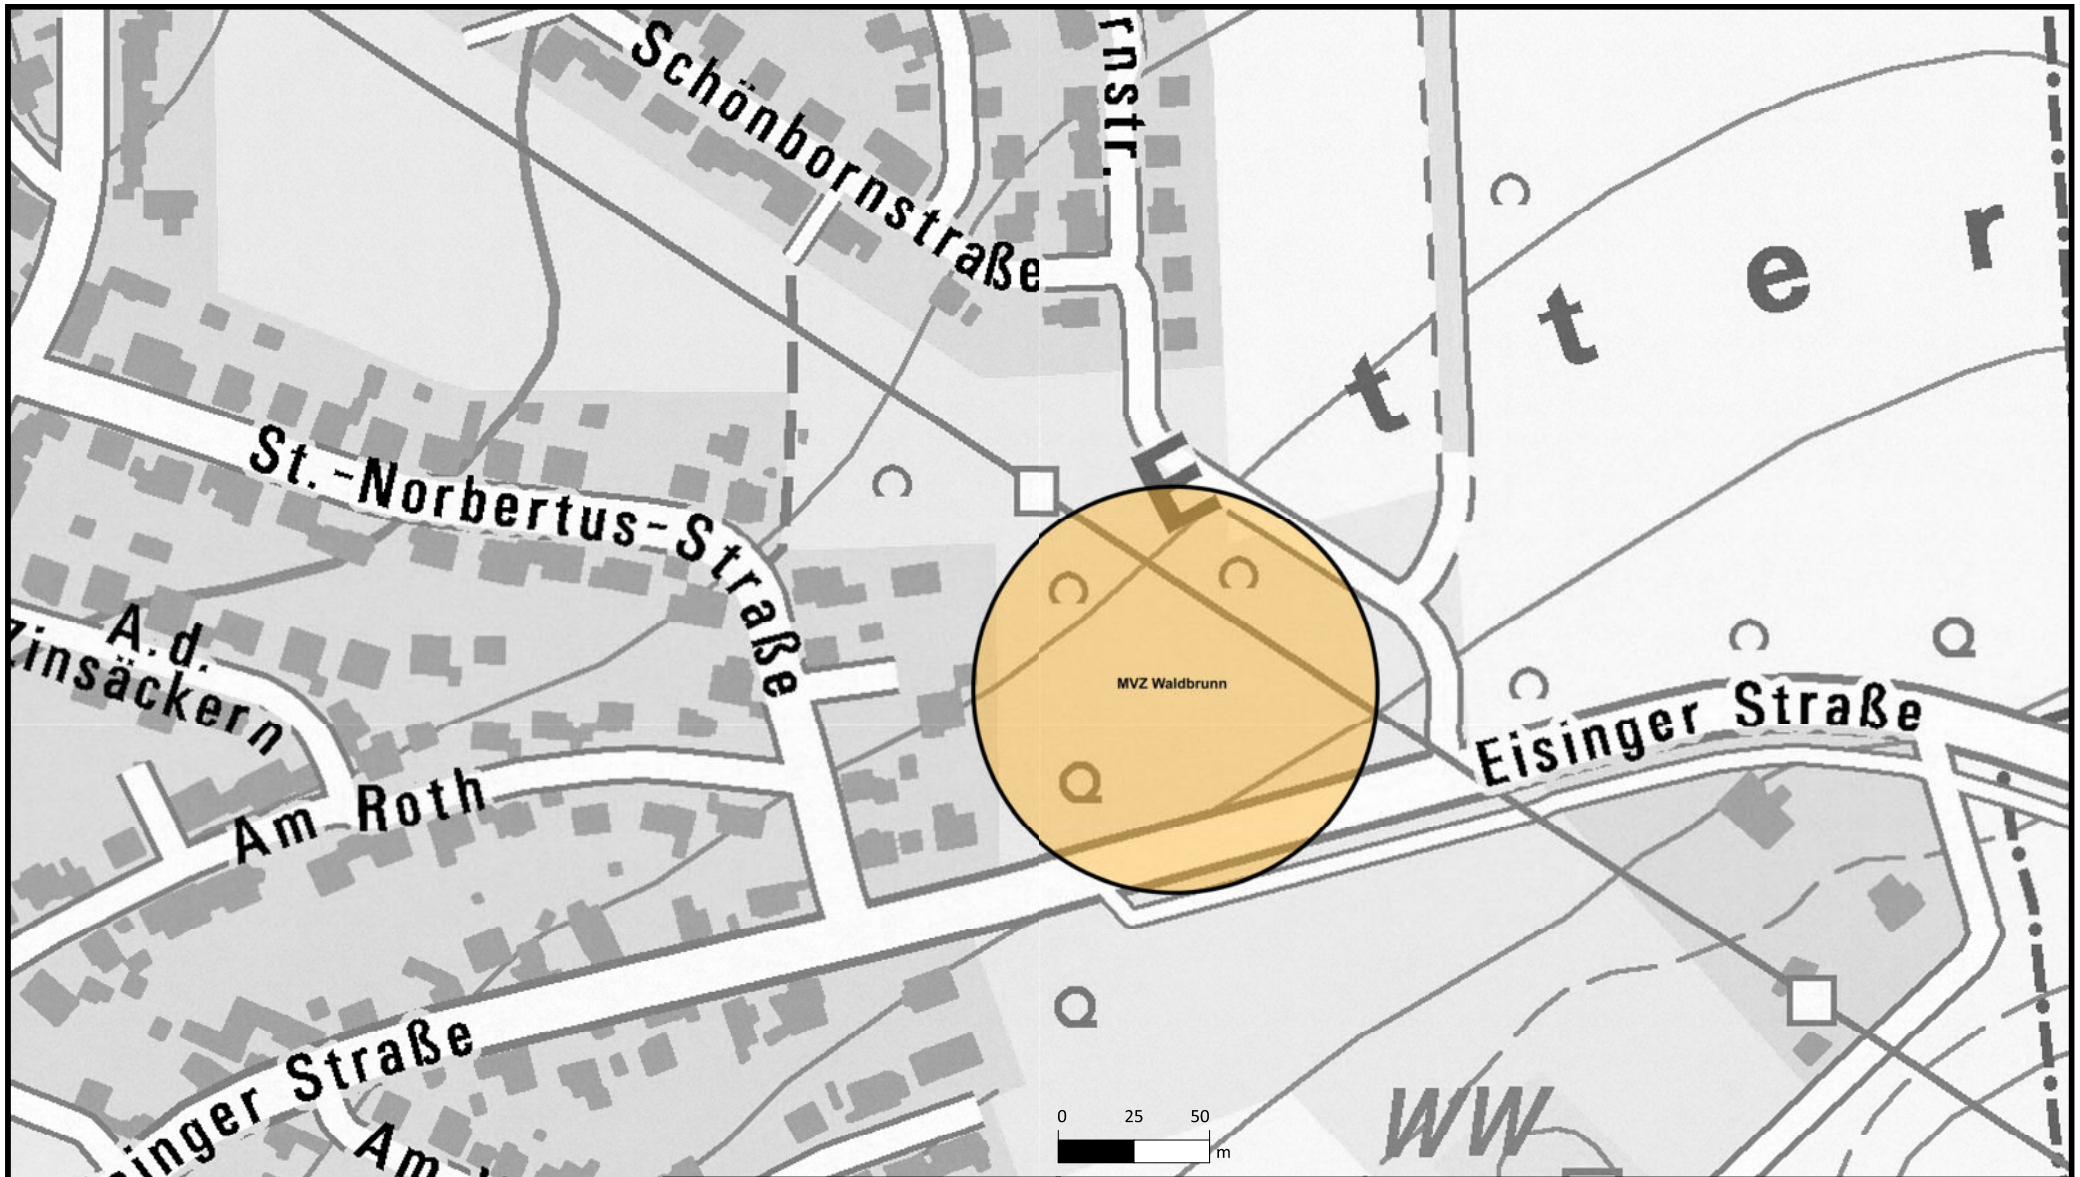 Schönbornstraße
rnstr.
E t t e r
St.-Norbertus-Straße
A.d.
Zinsäckern
MVZ Waldbrunn
Eisinger Straße
Am Roth
inger Straße
Am
WW
0 25 50
m